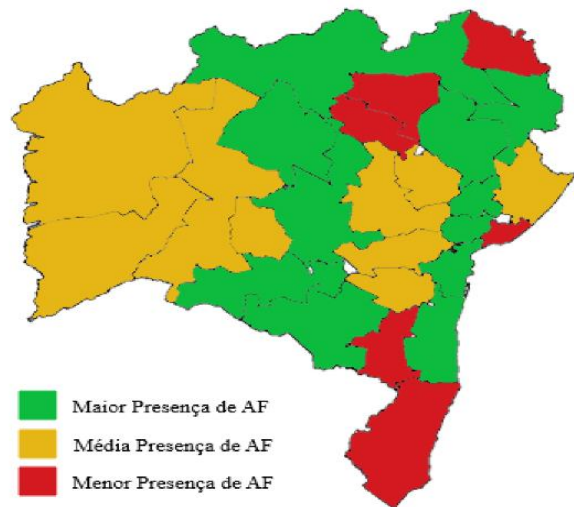 Maior Presença de AF
Média Presença de AF
Menor Presença de AF